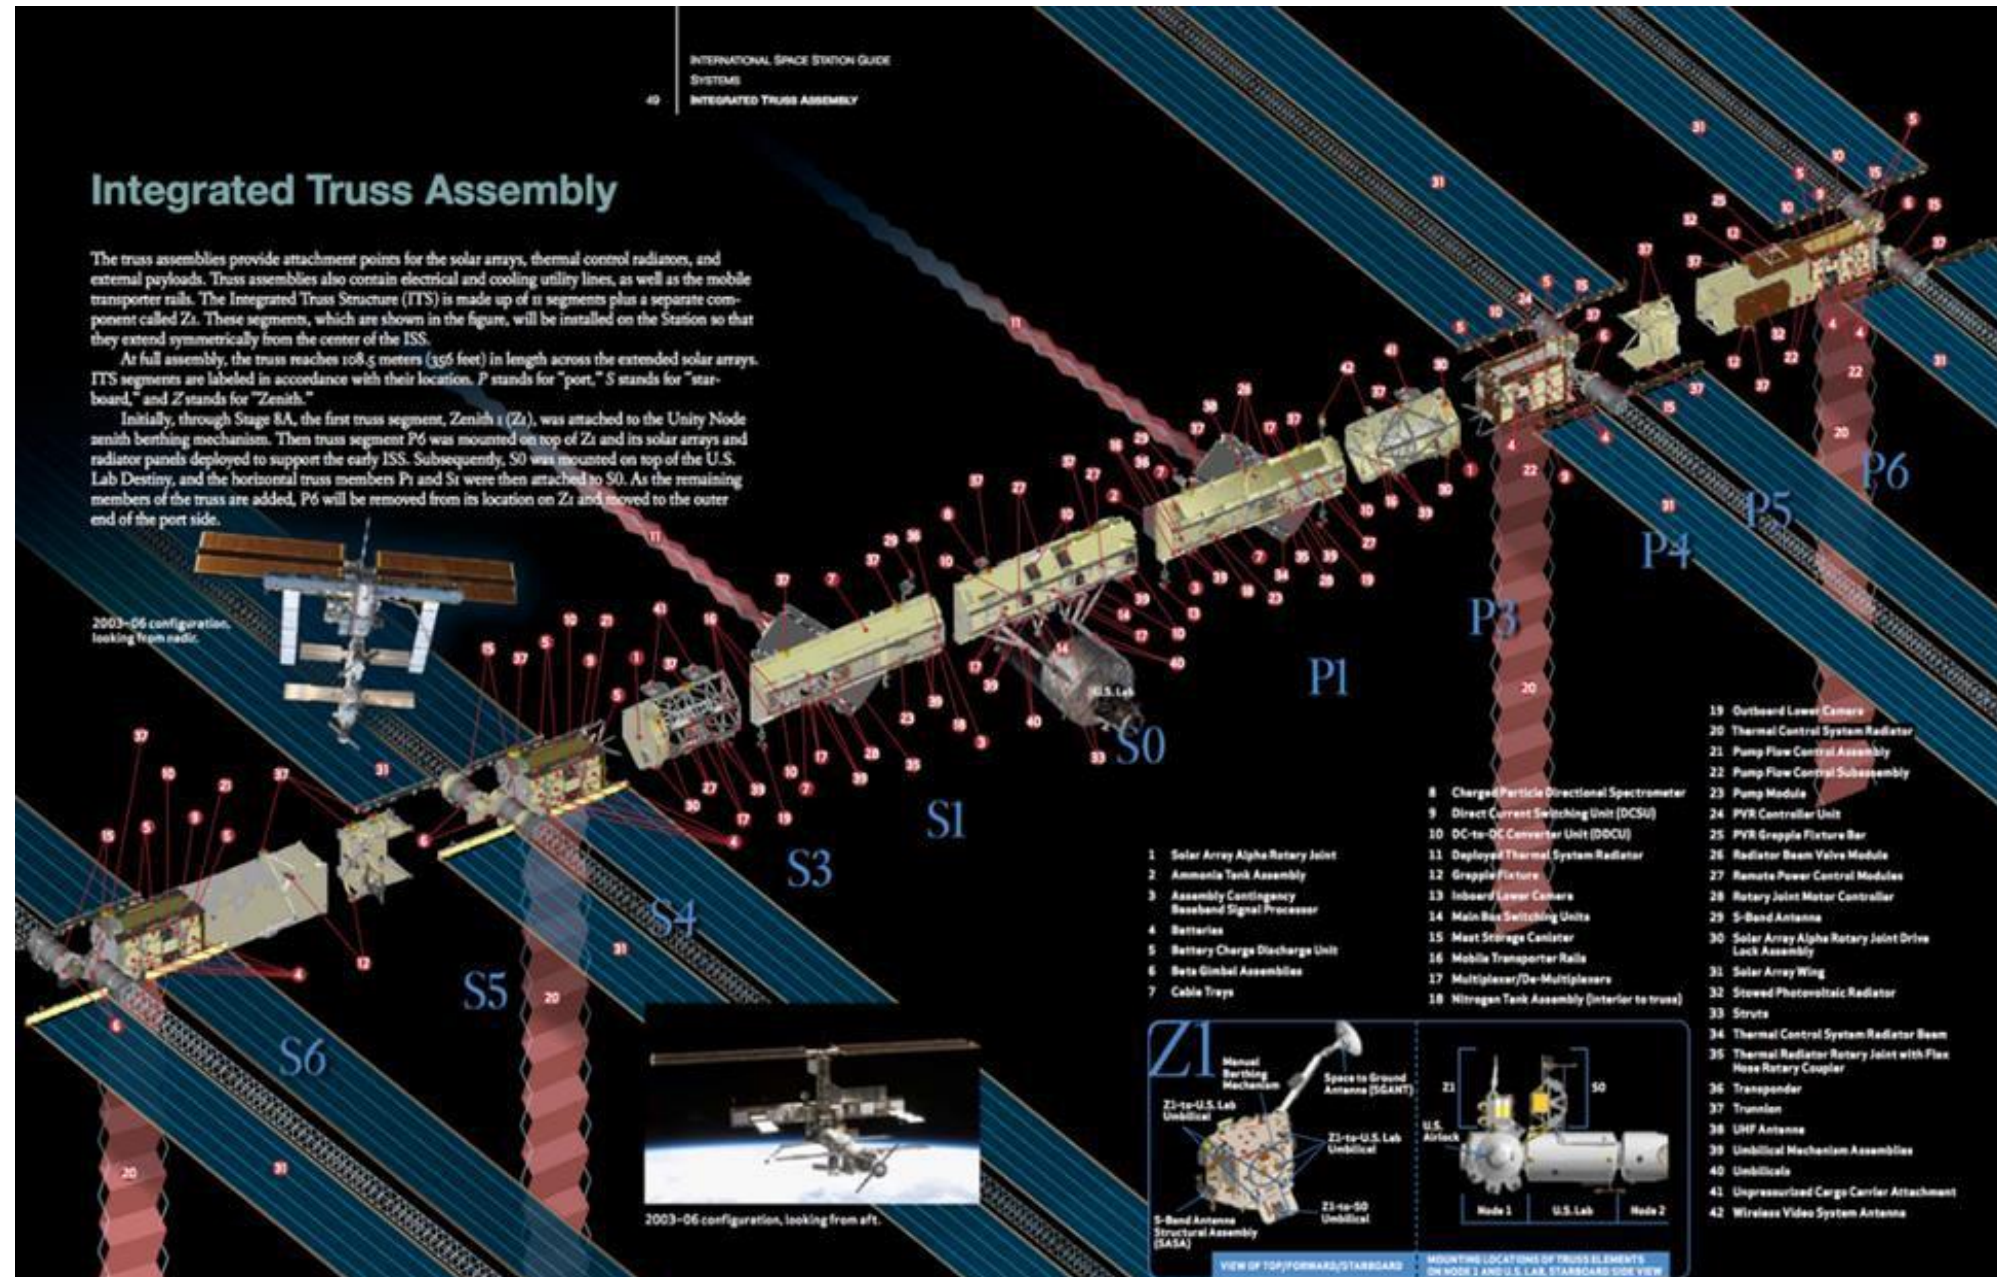 INTERNATIONAL SPACE STATION GUIDE
SYSTEMS
49 INTEGRATED TRUSS ASSEMBLY
Integrated Truss Assembly
The truss assemblies provide attachment points for the solar arrays, thermal control radiators, and
external payloads. Truss assemblies also contain electrical and cooling utility lines, as well as the mobile
transporter rails. The Integrated Truss Structure (ITS) is made up of 11 segments plus a separate com-
ponent called Z1. These segments, which are shown in the figure, will be installed on the Station so that
they extend symmetrically from the center of the ISS.
At full assembly, the truss reaches 108.5 meters (356 feet) in length across the extended solar arrays.
ITS segments are labeled in accordance with their location. P stands for "port," S stands for "star-
board," and Z stands for "Zenith."
Initially, through Stage 8A, the first truss segment, Zenith 1 (Z1), was attached to the Unity Node
zenith berthing mechanism. Then truss segment P6 was mounted on top of Z1 and its solar arrays and
radiator panels deployed to support the early ISS. Subsequently, S0 was mounted on top of the U.S.
Lab Destiny, and the horizontal truss members P1 and S1 were then attached to S0. As the remaining
members of the truss are added, P6 will be removed from its location on Z1 and moved to the outer
end of the port side.
2003–06 configuration,
looking from nadir.
P6
P5
P4
P3
P1
U.S. Lab
S0
S1
S3
S4
S5
S6
2003–06 configuration, looking from aft.
1 Solar Array Alpha Rotary Joint
2 Ammonia Tank Assembly
3 Assembly Contingency
Baseband Signal Processor
4 Batteries
5 Battery Charge Discharge Unit
6 Beta Gimbal Assemblies
7 Cable Trays
8 Charged Particle Directional Spectrometer
9 Direct Current Switching Unit (DCSU)
10 DC-to-DC Converter Unit (DDCU)
11 Deployed Thermal System Radiator
12 Grapple Fixture
13 Inboard Lower Camera
14 Main Bus Switching Units
15 Mast Storage Canister
16 Mobile Transporter Rails
17 Multiplexer/De-Multiplexers
18 Nitrogen Tank Assembly (interior to truss)
19 Outboard Lower Camera
20 Thermal Control System Radiator
21 Pump Flow Control Assembly
22 Pump Flow Control Subassembly
23 Pump Module
24 PVR Controller Unit
25 PVR Grapple Fixture Bar
26 Radiator Beam Valve Module
27 Remote Power Control Modules
28 Rotary Joint Motor Controller
29 S-Band Antenna
30 Solar Array Alpha Rotary Joint Drive
Lock Assembly
31 Solar Array Wing
32 Stowed Photovoltaic Radiator
33 Struts
34 Thermal Control System Radiator Beam
35 Thermal Radiator Rotary Joint with Flex
Hose Rotary Coupler
36 Transponder
37 Trunnion
38 UHF Antenna
39 Umbilical Mechanism Assemblies
40 Umbilicals
41 Unpressurized Cargo Carrier Attachment
42 Wireless Video System Antenna
Z1
Manual
Berthing
Mechanism
Space to Ground
Antenna (SGANT)
Z1-to-U.S. Lab
Umbilical
Z1-to-U.S. Lab
Umbilical
Z1-to-S0
Umbilical
S-Band Antenna
Structural Assembly
(SASA)
VIEW OF TOP/FORWARD/STARBOARD
Z1
S0
U.S.
Airlock
Node 1
U.S. Lab
Node 2
MOUNTING LOCATIONS OF TRUSS ELEMENTS
ON NODE 1 AND U.S. LAB, STARBOARD SIDE VIEW